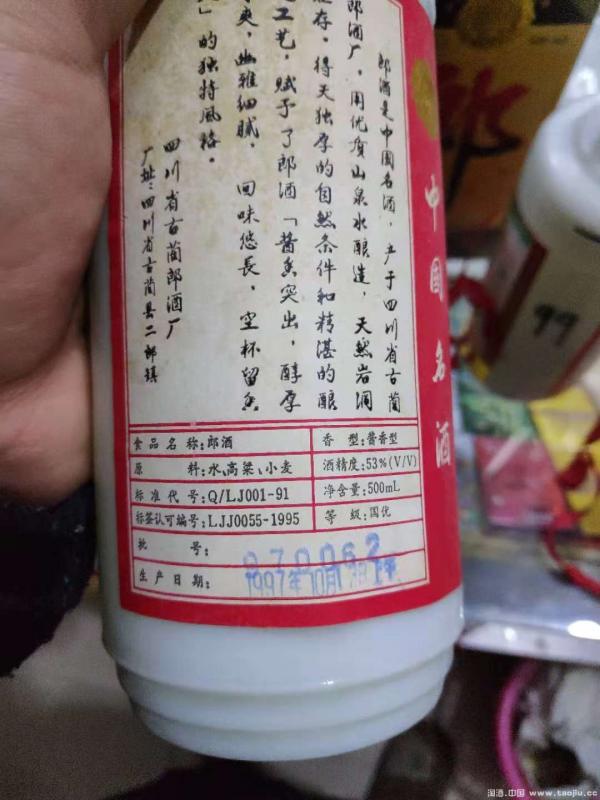 郎酒是中国名酒，产于四川省古蔺
郎酒厂，用优质山泉水酿造，天然岩洞
贮存，得天独厚的自然条件和精湛的酿
工艺，赋予了郎酒「酱香突出，醇厚
爽，幽雅细腻，回味悠長，空杯留香
」的独特風格。
四川省古蔺郎酒厂
厂址：四川省古蔺县二郎镇
中國名酒
食品名称:郎酒
香型:酱香型
原料:水、高粱、小麦
酒精度:53%(V/V)
标准代号:Q/LJ001-91
净含量:500mL
标签认可编号:LJJ0055-1995
等级:国优
批号:
970062
生产日期:
1997年10月
郎
99
淘酒.中国 www.taojiu.cc